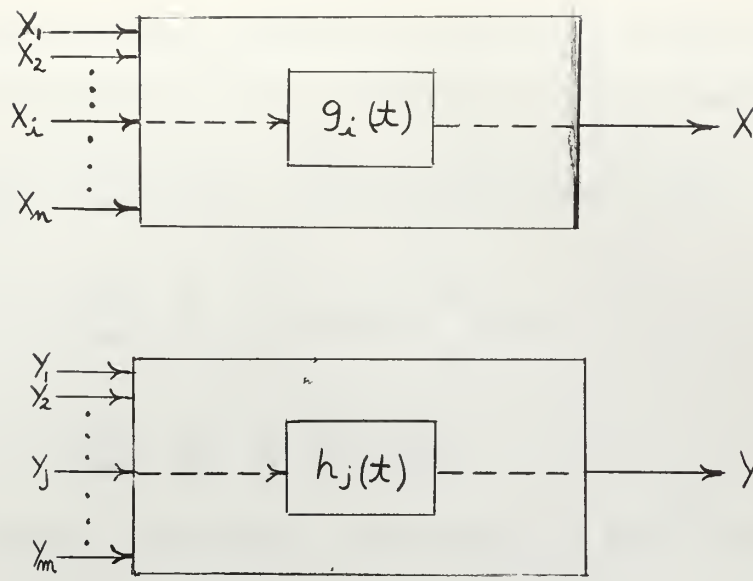 X₁
X₂
Xᵢ gᵢ(t) X
Xₙ
Y₁
Y₂
Yⱼ hⱼ(t) Y
Yₘ